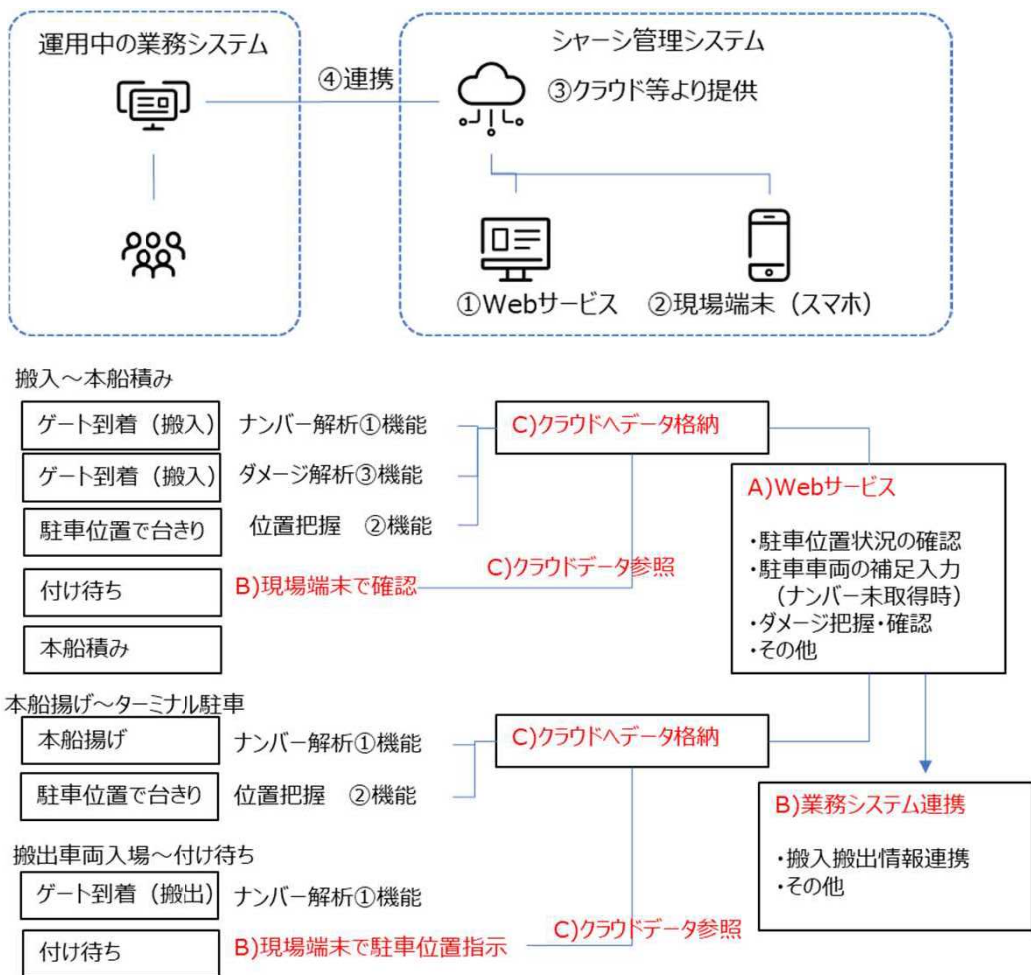 運用中の業務システム
シャーシ管理システム
④連携
③クラウド等より提供
①Webサービス
②現場端末（スマホ）
搬入～本船積み
ゲート到着（搬入）
ナンバー解析①機能
C)クラウドへデータ格納
ゲート到着（搬入）
ダメージ解析③機能
駐車位置で台きり
位置把握　②機能
付け待ち
B)現場端末で確認
C)クラウドデータ参照
本船積み
A)Webサービス
・駐車位置状況の確認
・駐車車両の補足入力
（ナンバー未取得時）
・ダメージ把握・確認
・その他
本船揚げ～ターミナル駐車
本船揚げ
ナンバー解析①機能
C)クラウドへデータ格納
駐車位置で台きり
位置把握　②機能
搬出車両入場～付け待ち
ゲート到着（搬出）
ナンバー解析①機能
付け待ち
B)現場端末で駐車位置指示
C)クラウドデータ参照
B)業務システム連携
・搬入搬出情報連携
・その他